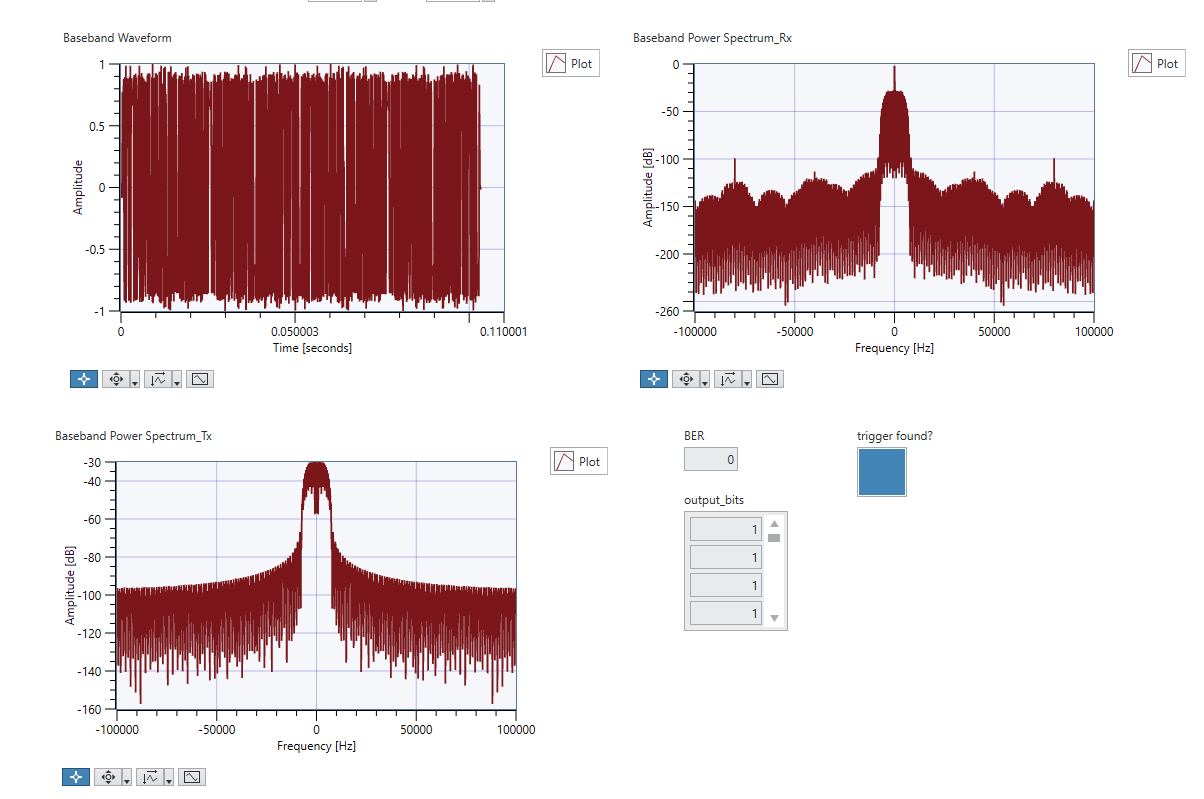 Baseband Waveform
Plot
Amplitude
1
0.5
0
-0.5
-1
0
0.050003
0.110001
Time [seconds]
Baseband Power Spectrum_Rx
Plot
Amplitude [dB]
0
-50
-100
-150
-200
-260
-100000
-50000
0
50000
100000
Frequency [Hz]
Baseband Power Spectrum_Tx
Plot
Amplitude [dB]
-30
-40
-60
-80
-100
-120
-140
-160
-100000
-50000
0
50000
100000
Frequency [Hz]
BER
0
trigger found?
output_bits
1
1
1
1